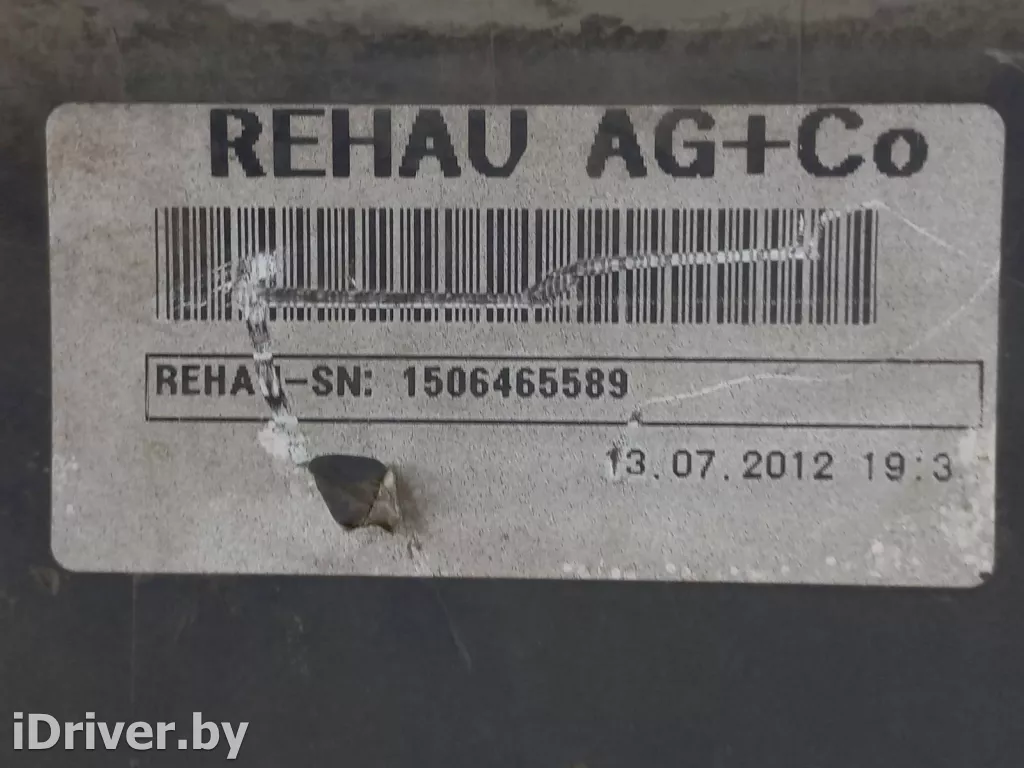 REHAU AG+Co
REHAU-SN: 1506465589
13.07.2012 19:3
iDriver.by